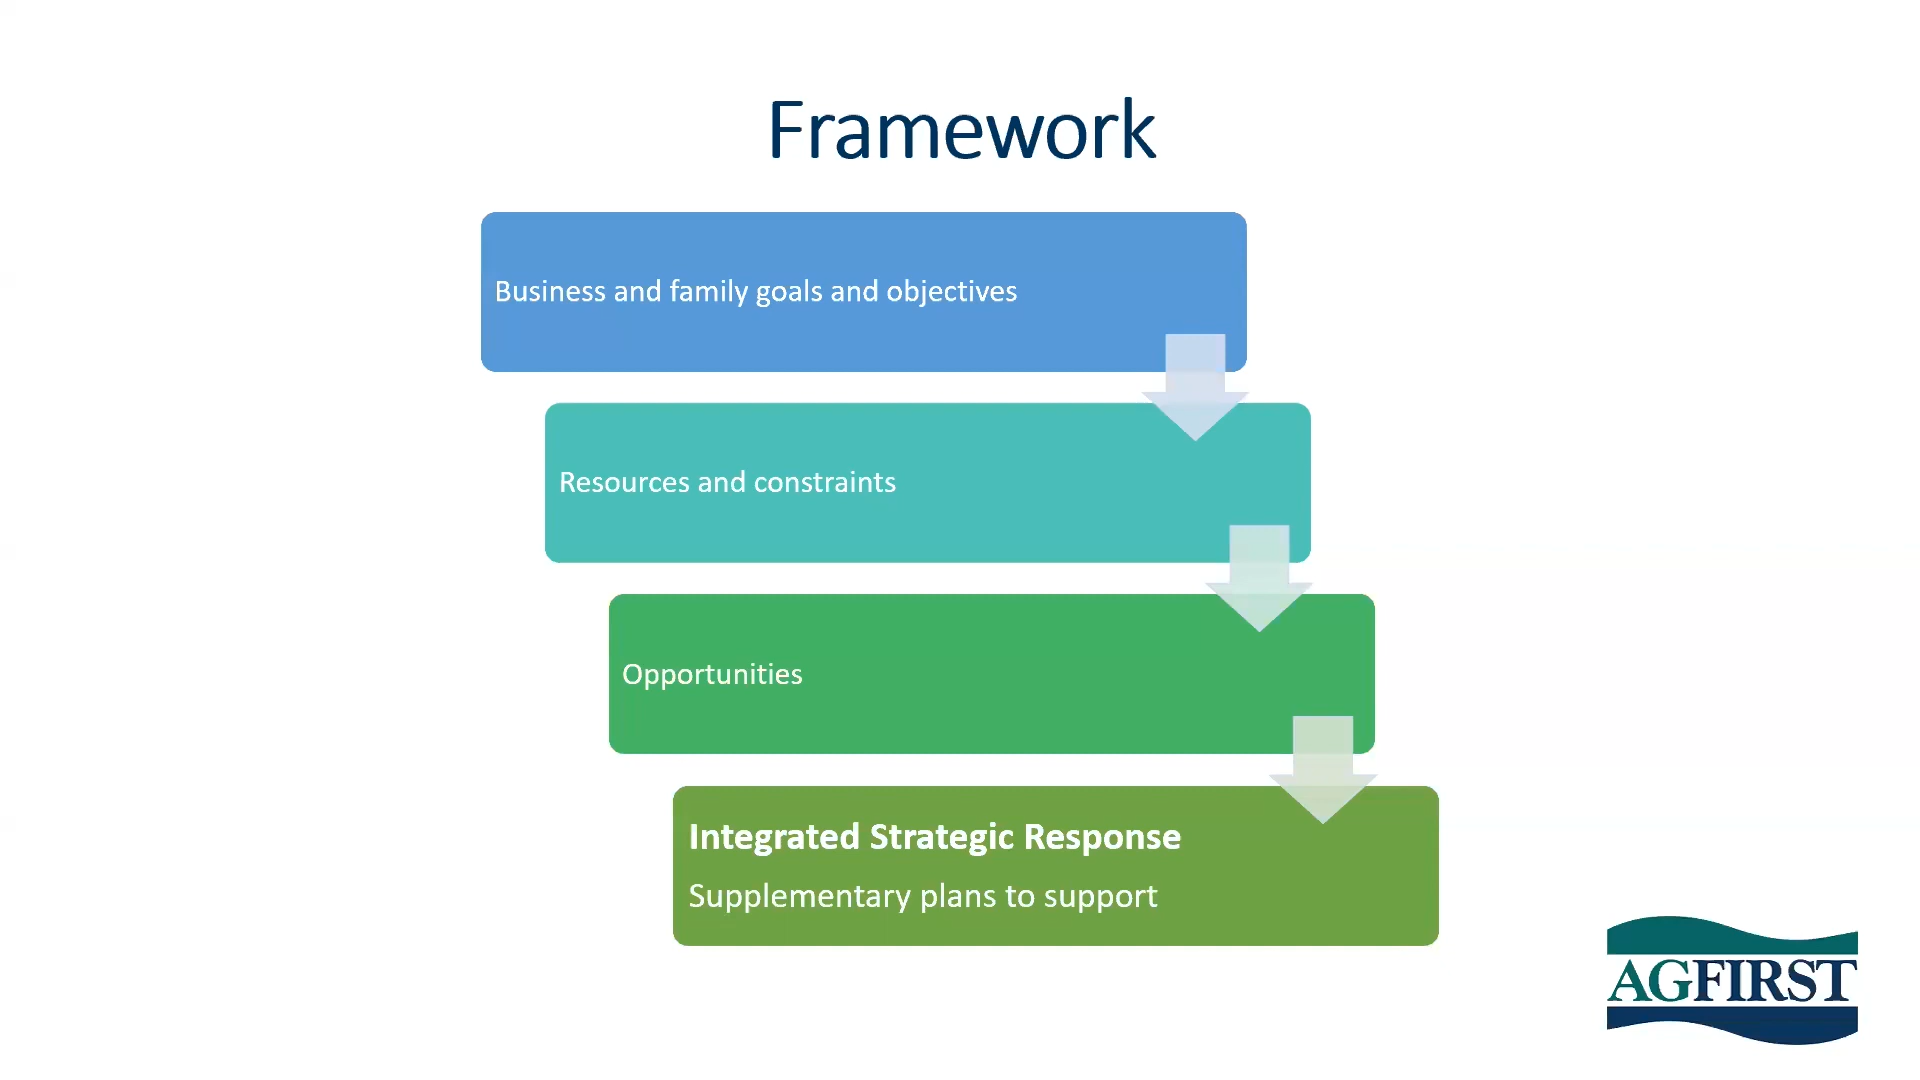 Framework
Business and family goals and objectives
Resources and constraints
Opportunities
Integrated Strategic Response
Supplementary plans to support
AGFIRST